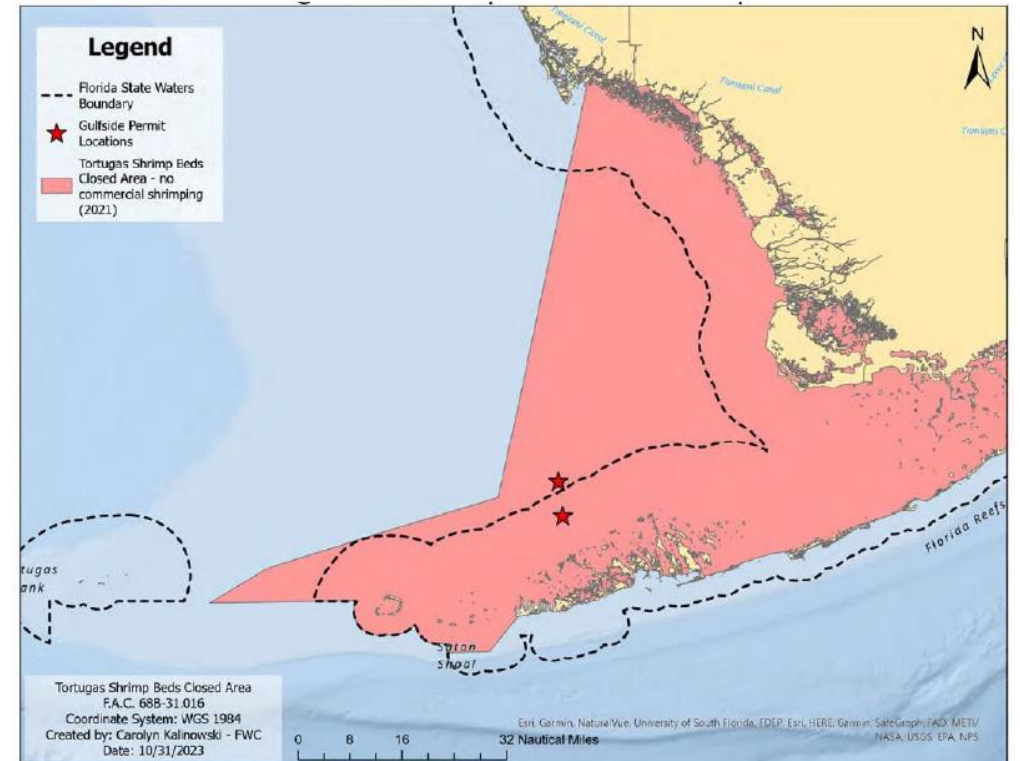 Legend
Florida State Waters
Boundary
Gulfside Permit
Locations
Tortugas Shrimp Beds
Closed Area - no
commercial shrimping
(2021)
Tamiami Canal
Tamiami Canal
Tamiami C
N
tugas
ank
Satan
Shoal
Florida Reefs
Tortugas Shrimp Beds Closed Area
F.A.C. 68B-31.016
Coordinate System: WGS 1984
Created by: Carolyn Kalinowski - FWC
Date: 10/31/2023
0 8 16 32 Nautical Miles
Esri, Garmin, NaturalVue, University of South Florida, FDEP, Esri, HERE, Garmin, SafeGraph, FAO, METI/
NASA, USGS, EPA, NPS